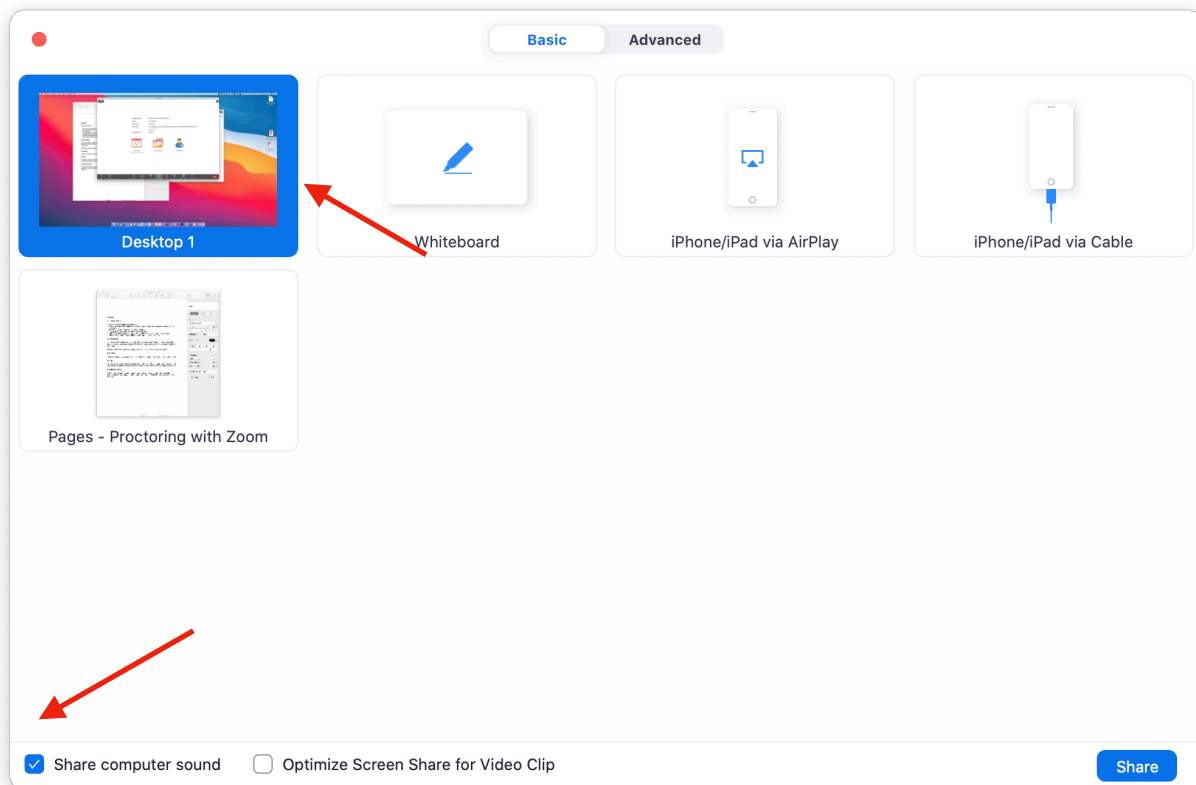 Basic
Advanced
Desktop 1
Whiteboard
iPhone/iPad via AirPlay
iPhone/iPad via Cable
Pages - Proctoring with Zoom
Share computer sound
Optimize Screen Share for Video Clip
Share